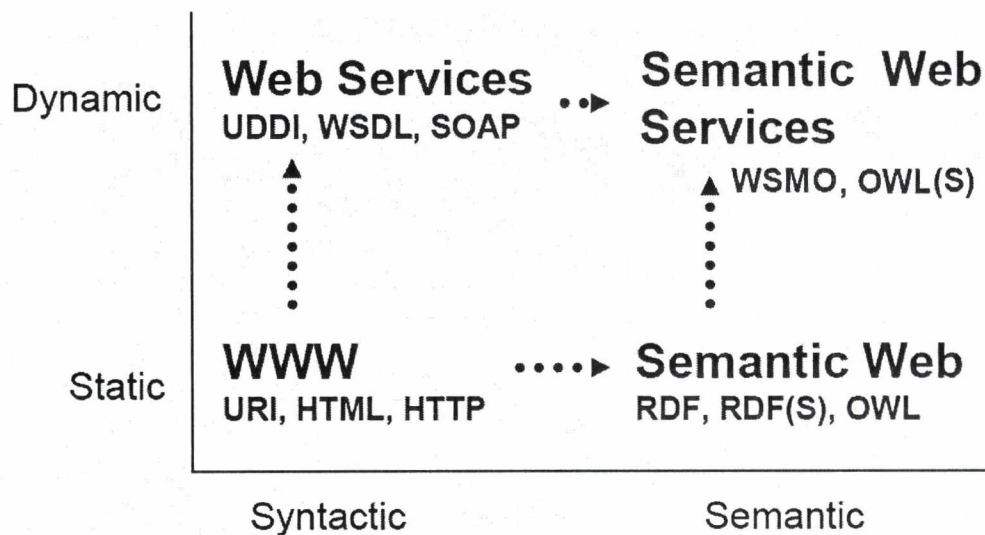 Dynamic
Web Services
UDDI, WSDL, SOAP
Semantic Web
Services
WSMO, OWL(S)
Static
WWW
URI, HTML, HTTP
Semantic Web
RDF, RDF(S), OWL
Syntactic
Semantic